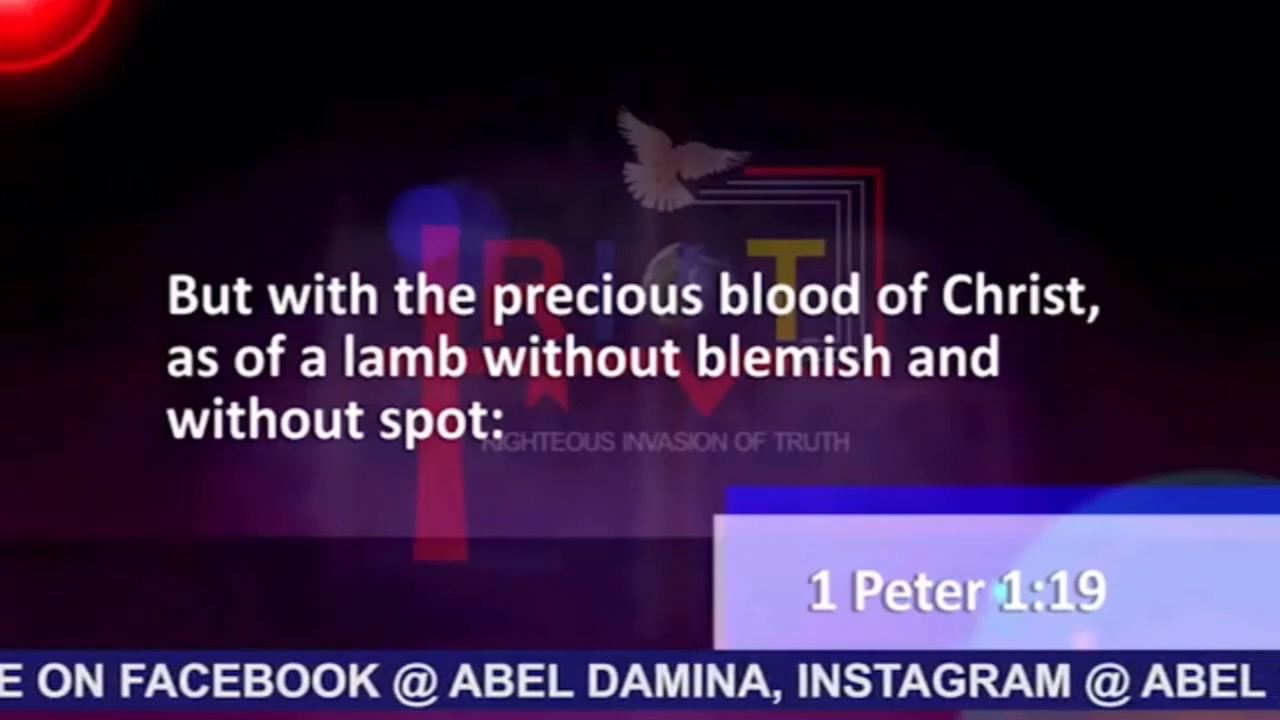 RIOT
But with the precious blood of Christ,
as of a lamb without blemish and
without spot:
RIGHTEOUS INVASION OF TRUTH
1 Peter 1:19
E ON FACEBOOK @ ABEL DAMINA, INSTAGRAM @ ABEL